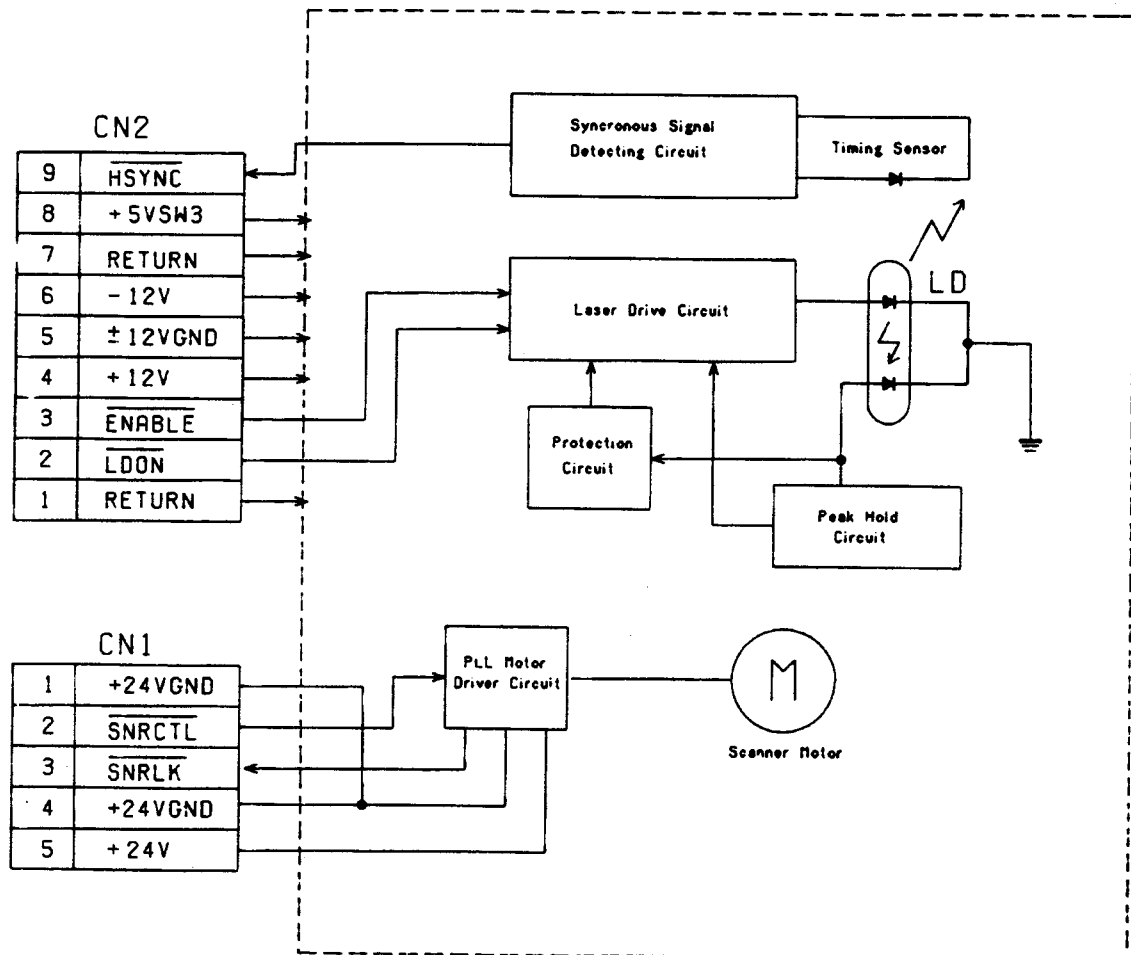 CN2
9 HSYNC
8 +5VSW3
7 RETURN
6 -12V
5 ±12VGND
4 +12V
3 ENABLE
2 LDON
1 RETURN
Syncronous Signal
Detecting Circuit
Timing Sensor
Laser Drive Circuit
LD
Protection
Circuit
Peak Hold
Circuit
CN1
1 +24VGND
2 SNRCTL
3 SNRLK
4 +24VGND
5 +24V
PLL Motor
Driver Circuit
M
Scanner Motor